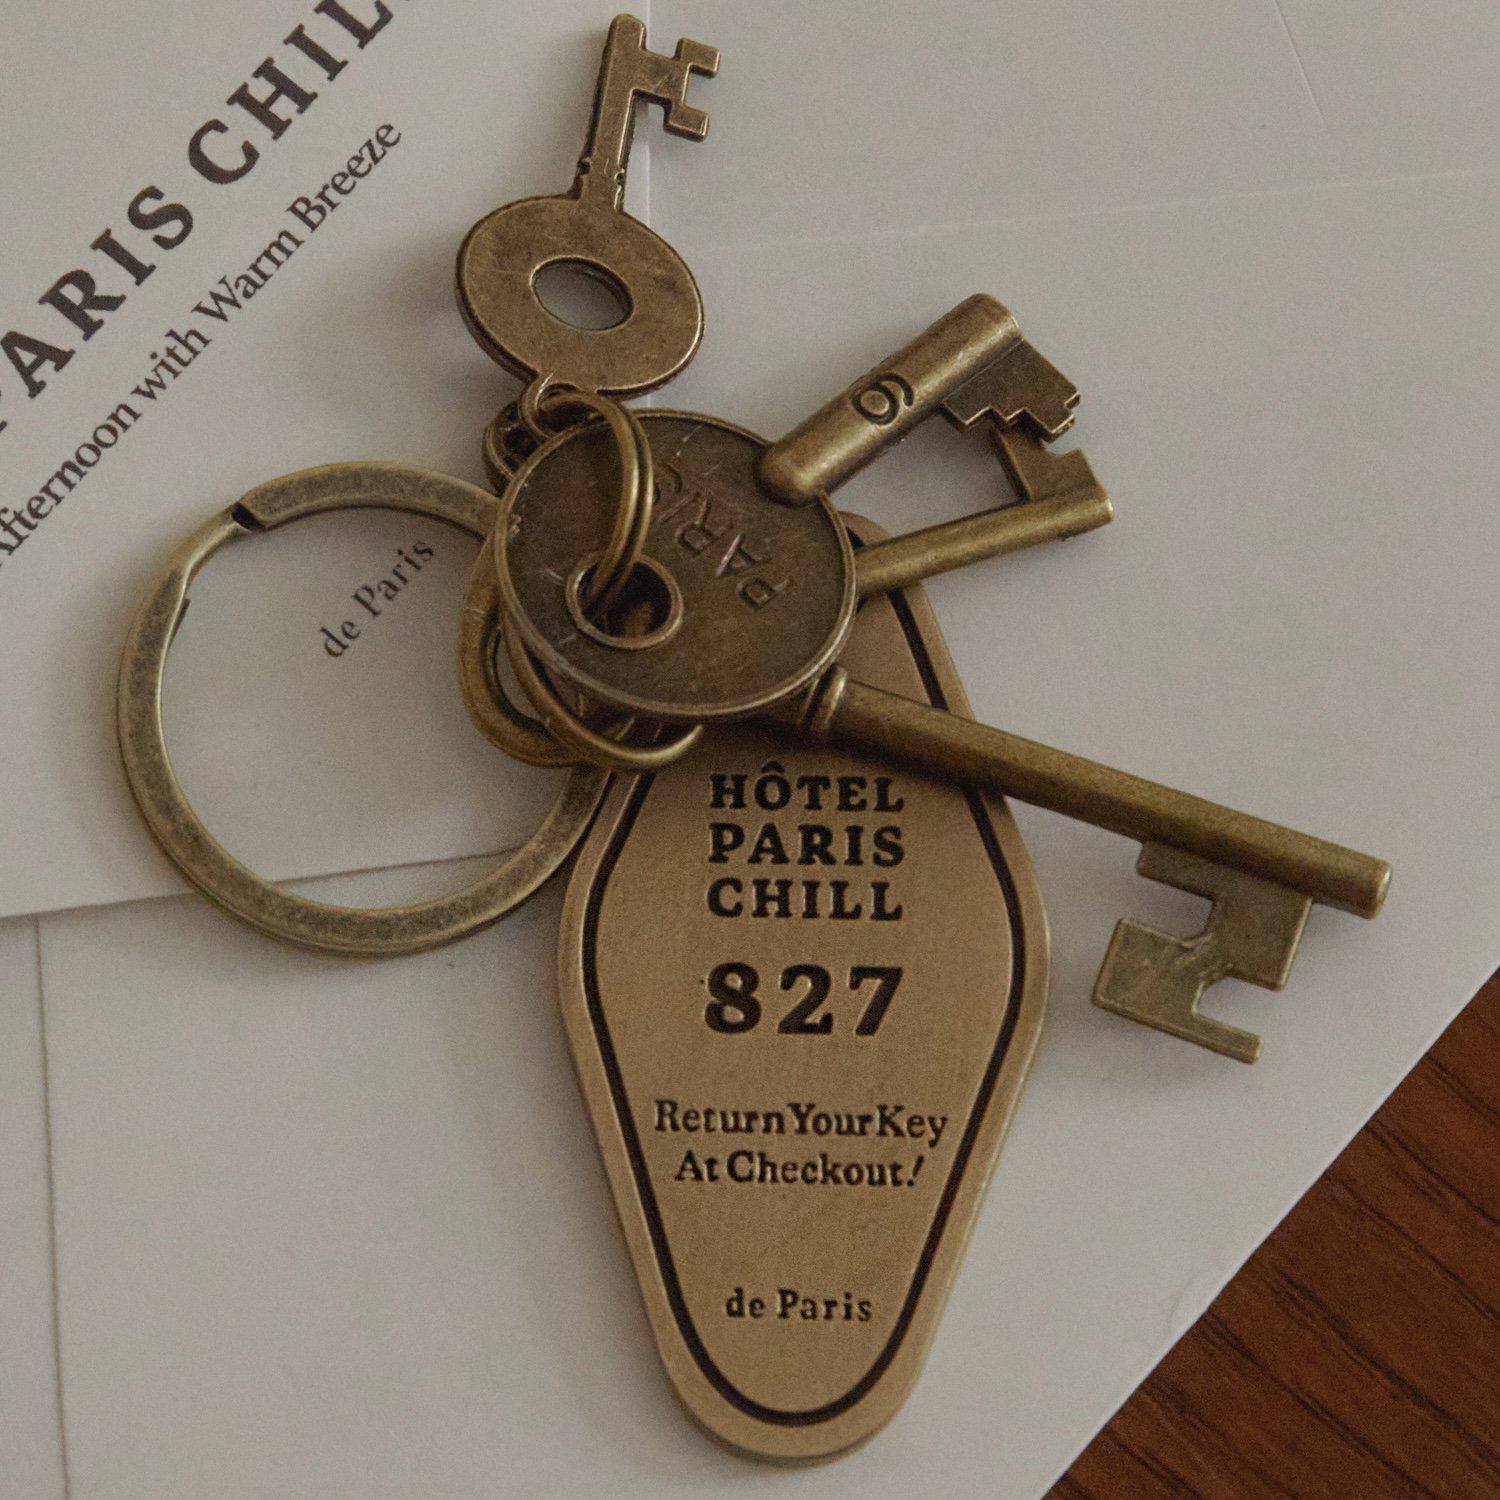 PARIS CHIL
Afternoon with Warm Breeze
de Paris
PARIS
6
HÔTEL
PARIS
CHILL
827
Return Your Key
At Checkout!
de Paris